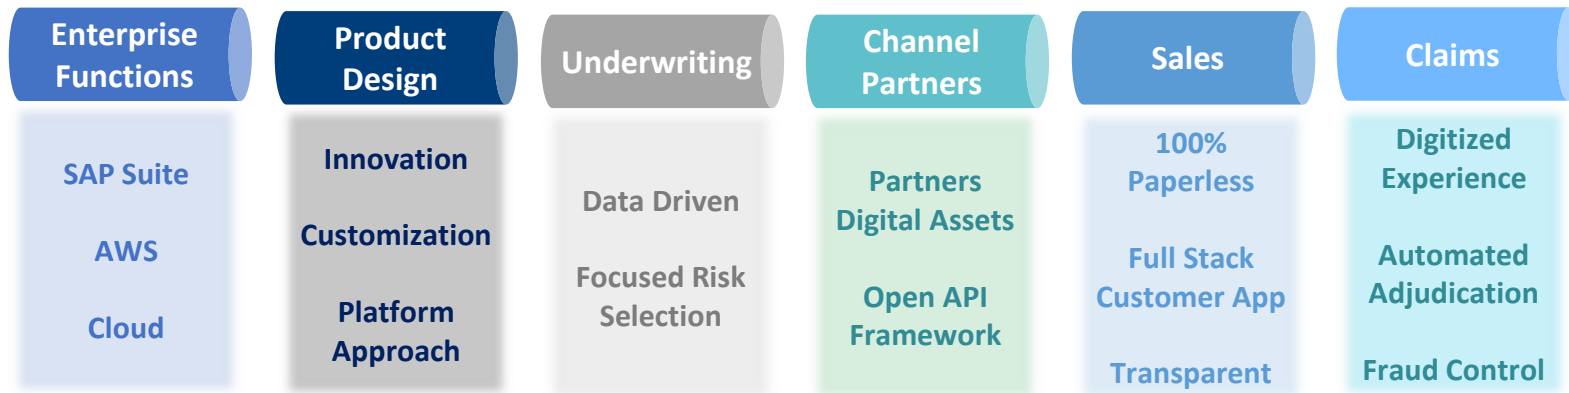 Enterprise
Functions
Product
Design
Underwriting
Channel
Partners
Sales
Claims
SAP Suite
AWS
Cloud
Innovation
Customization
Platform
Approach
Data Driven
Focused Risk
Selection
Partners
Digital Assets
Open API
Framework
100%
Paperless
Full Stack
Customer App
Transparent
Digitized
Experience
Automated
Adjudication
Fraud Control